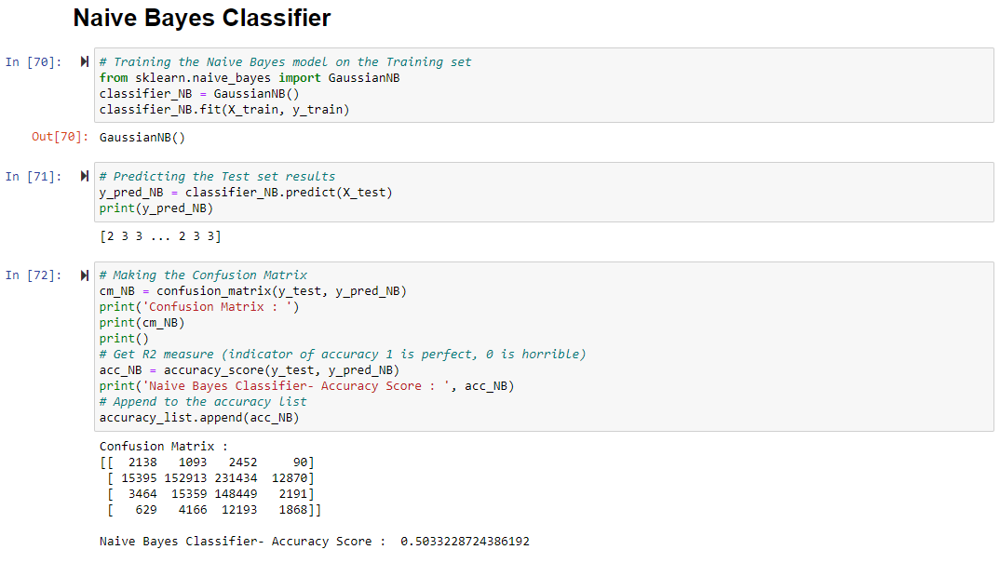 Naive Bayes Classifier
In [70]:
# Training the Naive Bayes model on the Training set
from sklearn.naive_bayes import GaussianNB
classifier_NB = GaussianNB()
classifier_NB.fit(X_train, y_train)
Out[70]: GaussianNB()
In [71]:
# Predicting the Test set results
y_pred_NB = classifier_NB.predict(X_test)
print(y_pred_NB)
[2 3 3 ... 2 3 3]
In [72]:
# Making the Confusion Matrix
cm_NB = confusion_matrix(y_test, y_pred_NB)
print('Confusion Matrix : ')
print(cm_NB)
print()
# Get R2 measure (indicator of accuracy 1 is perfect, 0 is horrible)
acc_NB = accuracy_score(y_test, y_pred_NB)
print('Naive Bayes Classifier- Accuracy Score : ', acc_NB)
# Append to the accuracy list
accuracy_list.append(acc_NB)
Confusion Matrix :
[[  2138   1093   2452     90]
 [ 15395 152913 231434  12870]
 [  3464  15359 148449   2191]
 [   629   4166  12193   1868]]
Naive Bayes Classifier- Accuracy Score :  0.5033228724386192